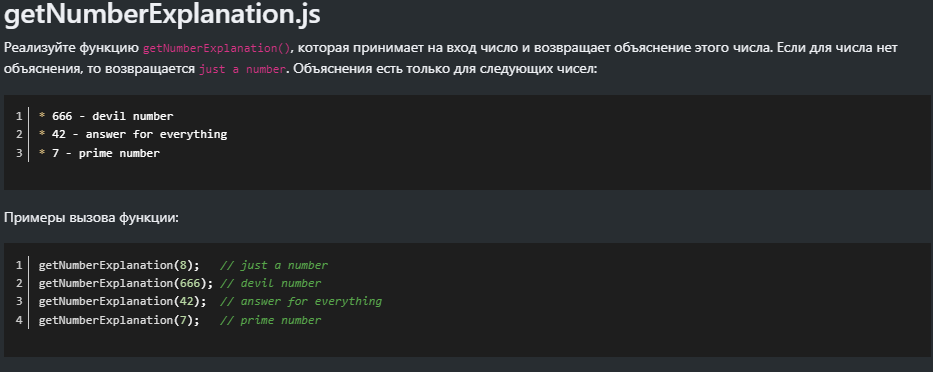 getNumberExplanation.js
Реализуйте функцию getNumberExplanation(), которая принимает на вход число и возвращает объяснение этого числа. Если для числа нет
объяснения, то возвращается just a number. Объяснения есть только для следующих чисел:
1 * 666 - devil number
2 * 42 - answer for everything
3 * 7 - prime number
Примеры вызова функции:
1 getNumberExplanation(8); // just a number
2 getNumberExplanation(666); // devil number
3 getNumberExplanation(42); // answer for everything
4 getNumberExplanation(7); // prime number